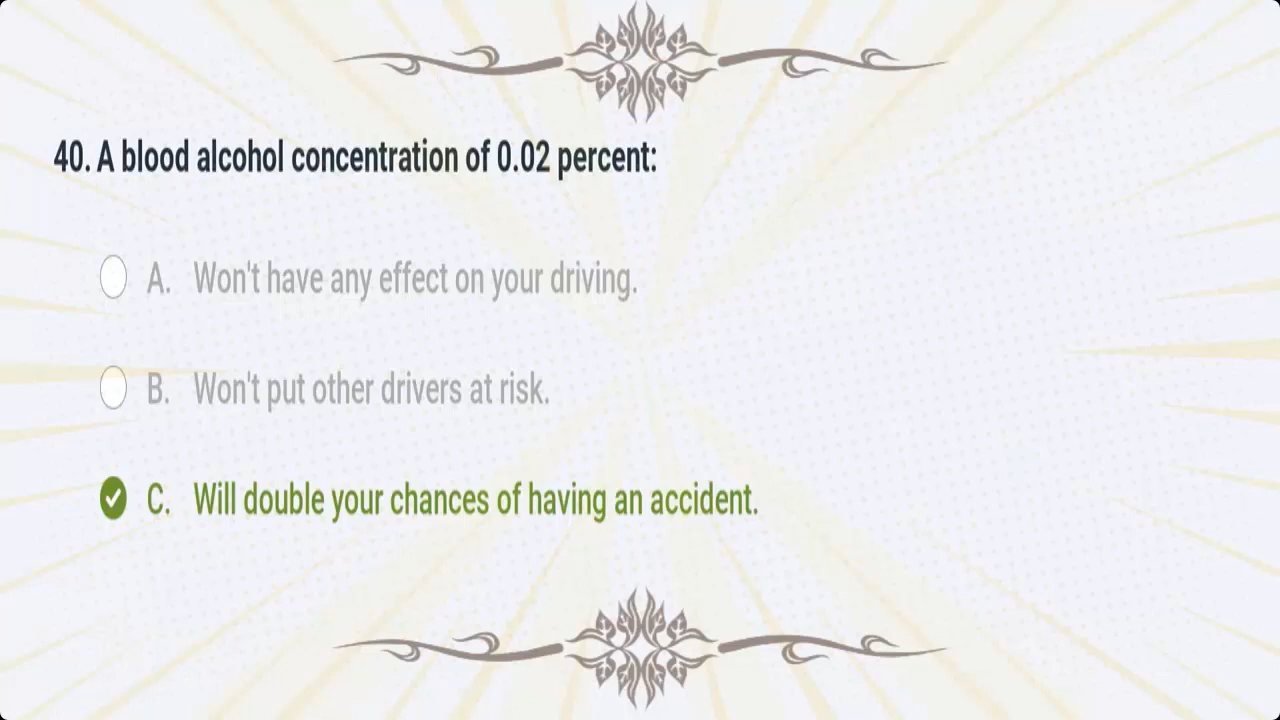 40. A blood alcohol concentration of 0.02 percent:
A. Won't have any effect on your driving.
B. Won't put other drivers at risk.
C. Will double your chances of having an accident.